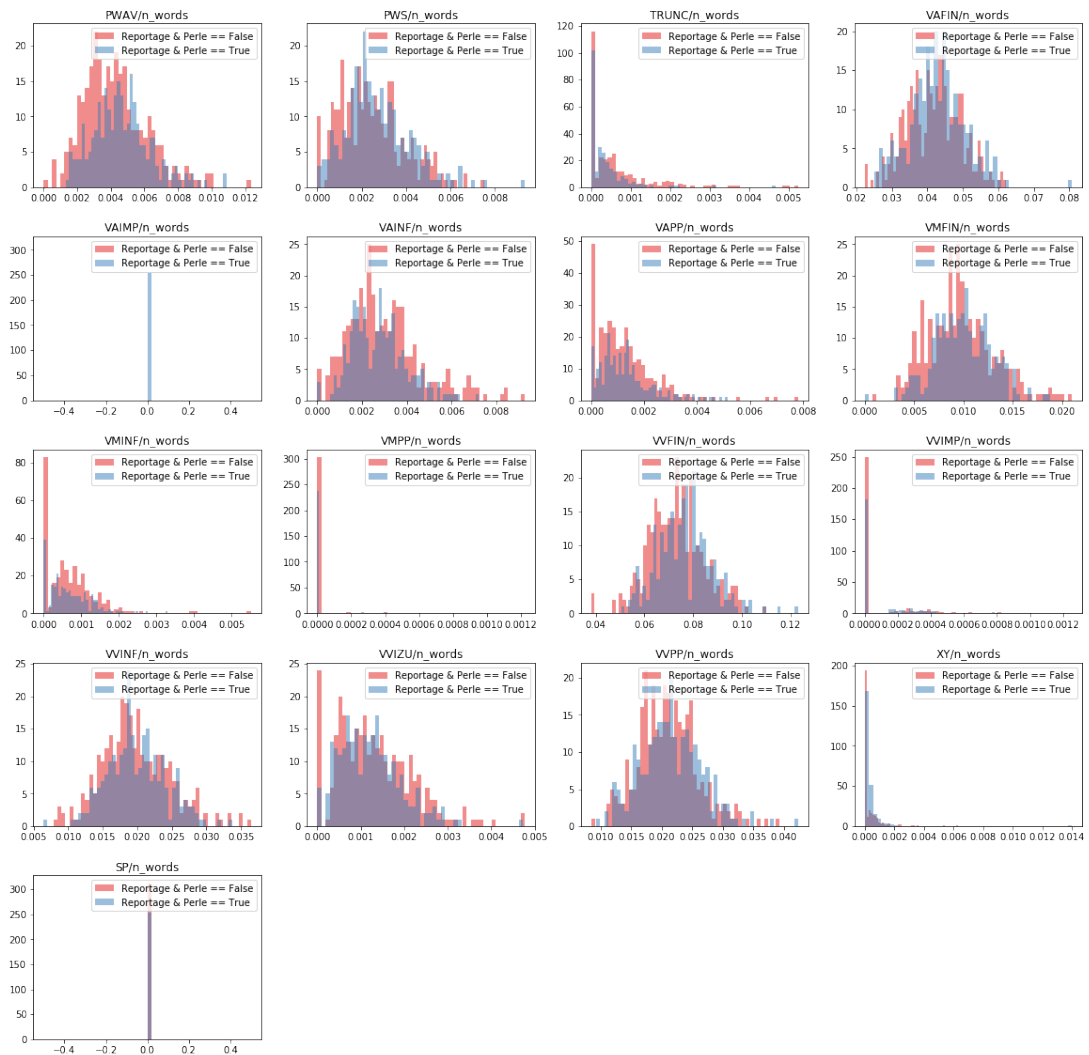 PWAV/n_words
Reportage & Perle == False
Reportage & Perle == True
20
15
10
5
0
0.000 0.002 0.004 0.006 0.008 0.010 0.012
PWS/n_words
Reportage & Perle == False
Reportage & Perle == True
20
15
10
5
0
0.000 0.002 0.004 0.006 0.008
TRUNC/n_words
Reportage & Perle == False
Reportage & Perle == True
120
100
80
60
40
20
0
0.000 0.001 0.002 0.003 0.004 0.005
VAFIN/n_words
Reportage & Perle == False
Reportage & Perle == True
20
15
10
5
0
0.02 0.03 0.04 0.05 0.06 0.07 0.08
VAIMP/n_words
Reportage & Perle == False
Reportage & Perle == True
300
250
200
150
100
50
0
−0.4 −0.2 0.0 0.2 0.4
VAINF/n_words
Reportage & Perle == False
Reportage & Perle == True
25
20
15
10
5
0
0.000 0.002 0.004 0.006 0.008
VAPP/n_words
Reportage & Perle == False
Reportage & Perle == True
50
40
30
20
10
0
0.000 0.002 0.004 0.006 0.008
VMFIN/n_words
Reportage & Perle == False
Reportage & Perle == True
25
20
15
10
5
0
0.000 0.005 0.010 0.015 0.020
VMINF/n_words
Reportage & Perle == False
Reportage & Perle == True
80
60
40
20
0
0.000 0.001 0.002 0.003 0.004 0.005
VMPP/n_words
Reportage & Perle == False
Reportage & Perle == True
300
250
200
150
100
50
0
0.0000 0.0002 0.0004 0.0006 0.0008 0.0010 0.0012
VVFIN/n_words
Reportage & Perle == False
Reportage & Perle == True
20
15
10
5
0
0.04 0.06 0.08 0.10 0.12
VVIMP/n_words
Reportage & Perle == False
Reportage & Perle == True
250
200
150
100
50
0
0.0000 0.0002 0.0004 0.0006 0.0008 0.0010 0.0012
VVINF/n_words
Reportage & Perle == False
Reportage & Perle == True
25
20
15
10
5
0
0.005 0.010 0.015 0.020 0.025 0.030 0.035
VVIZU/n_words
Reportage & Perle == False
Reportage & Perle == True
25
20
15
10
5
0
0.000 0.001 0.002 0.003 0.004 0.005
VVPP/n_words
Reportage & Perle == False
Reportage & Perle == True
20
15
10
5
0
0.010 0.015 0.020 0.025 0.030 0.035 0.040
XY/n_words
Reportage & Perle == False
Reportage & Perle == True
200
150
100
50
0
0.000 0.002 0.004 0.006 0.008 0.010 0.012 0.014
SP/n_words
Reportage & Perle == False
Reportage & Perle == True
300
250
200
150
100
50
0
−0.4 −0.2 0.0 0.2 0.4